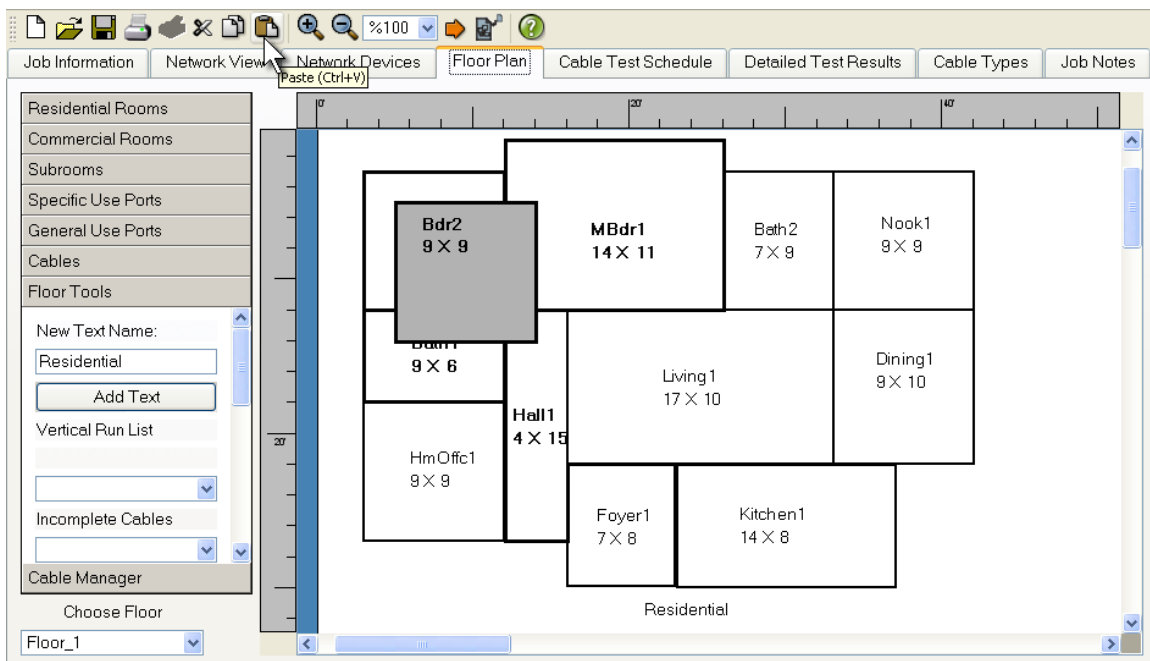 %100
Job Information
Network View
Network Devices
Floor Plan
Cable Test Schedule
Detailed Test Results
Cable Types
Job Notes
Paste (Ctrl+V)
Residential Rooms
Commercial Rooms
Subrooms
Specific Use Ports
General Use Ports
Cables
Floor Tools
New Text Name:
Residential
Add Text
Vertical Run List
Incomplete Cables
Cable Manager
Choose Floor
Floor_1
0'
20'
40'
20'
Bdr2
9 X 9
MBdr1
14 X 11
Bath2
7 X 9
Nook1
9 X 9
Bath1
9 X 6
Living1
17 X 10
Dining1
9 X 10
Hall1
4 X 15
HmOffc1
9 X 9
Foyer1
7 X 8
Kitchen1
14 X 8
Residential